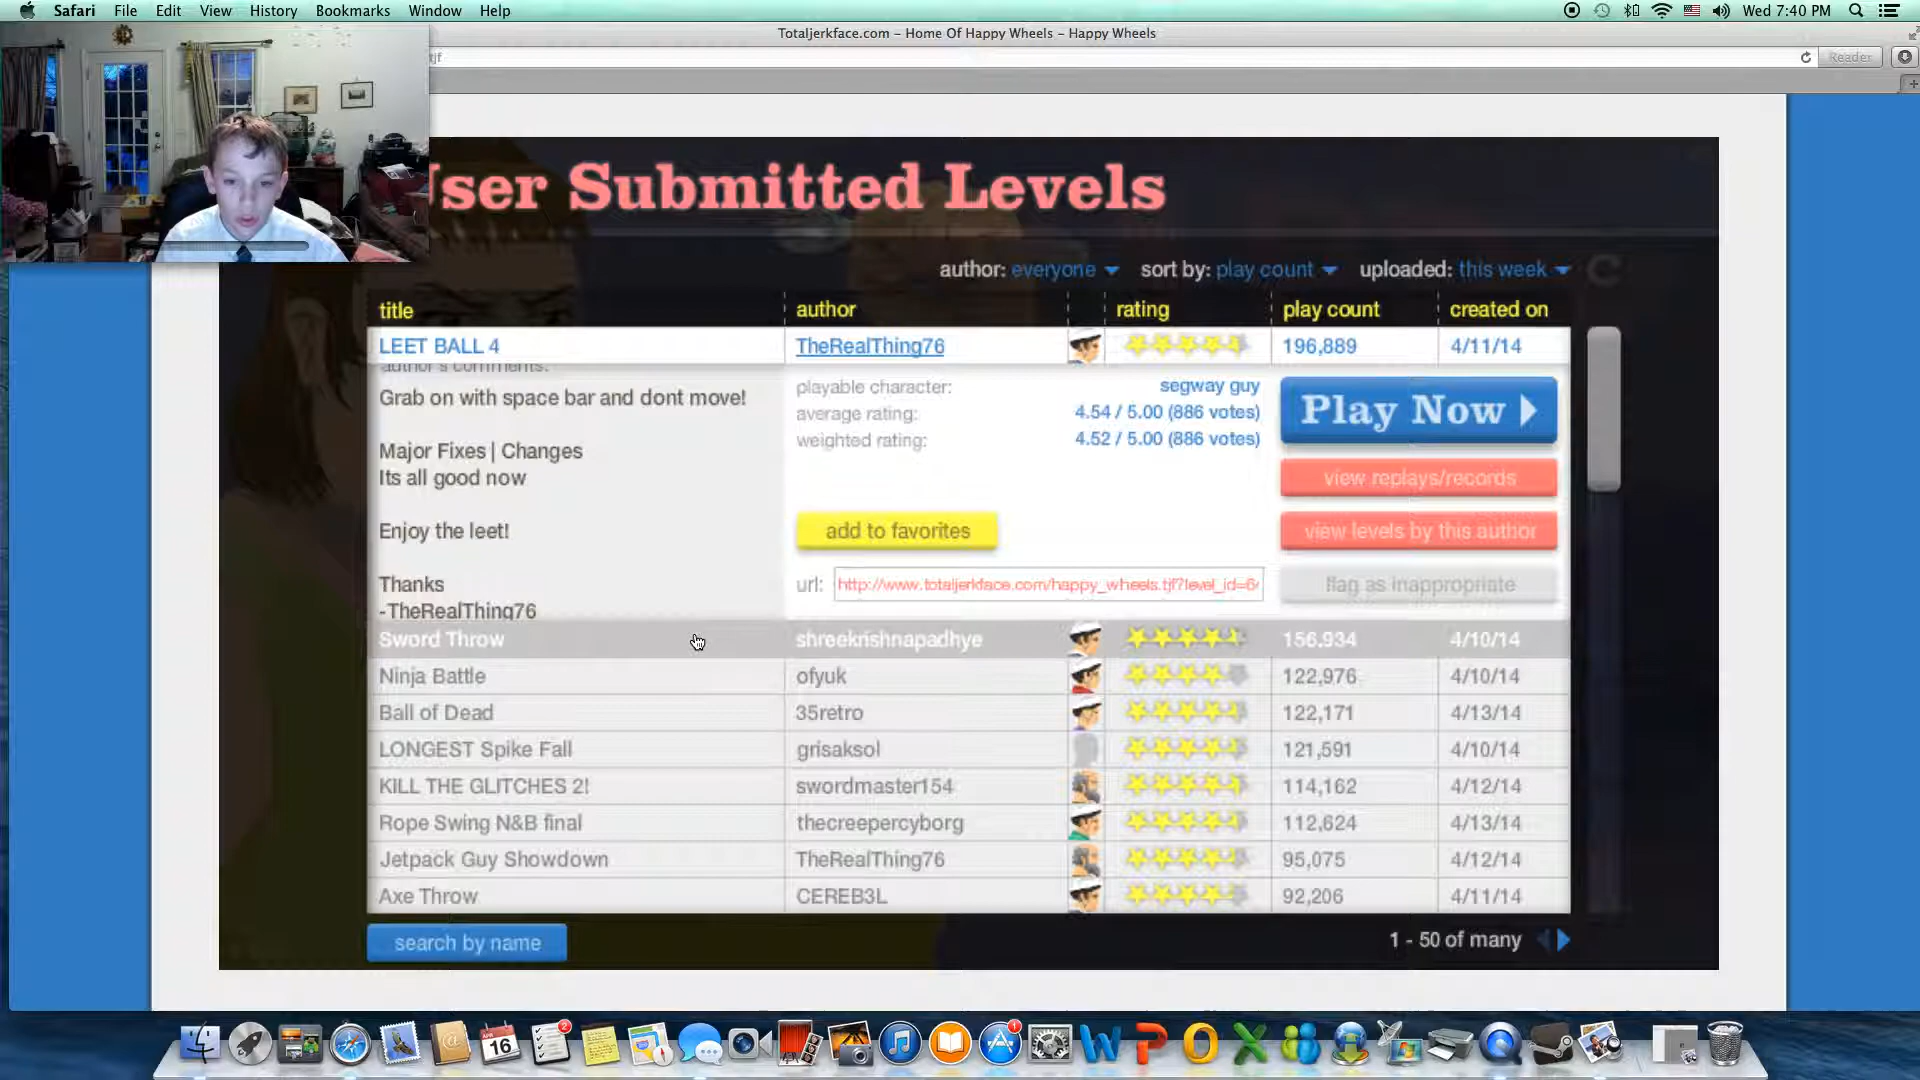 Safari File Edit View History Bookmarks Window Help Wed 7:40 PM
Totaljerkface.com – Home Of Happy Wheels – Happy Wheels
tjf Reader
User Submitted Levels
author: everyone sort by: play count uploaded: this week
title author rating play count created on
LEET BALL 4 TheRealThing76 196,889 4/11/14
author's comments:
Grab on with space bar and dont move!
Major Fixes | Changes
Its all good now
Enjoy the leet!
Thanks
-TheRealThing76
playable character: segway guy
average rating: 4.54 / 5.00 (886 votes)
weighted rating: 4.52 / 5.00 (886 votes)
add to favorites
url: http://www.totaljerkface.com/happy_wheels.tjf?level_id=6
Play Now
view replays/records
view levels by this author
flag as inappropriate
Sword Throw shreekrishnapadhye 156,934 4/10/14
Ninja Battle ofyuk 122,976 4/10/14
Ball of Dead 35retro 122,171 4/13/14
LONGEST Spike Fall grisaksol 121,591 4/10/14
KILL THE GLITCHES 2! swordmaster154 114,162 4/12/14
Rope Swing N&B final thecreepercyborg 112,624 4/13/14
Jetpack Guy Showdown TheRealThing76 95,075 4/12/14
Axe Throw CEREB3L 92,206 4/11/14
search by name 1 - 50 of many
APR 16 2 1 W P O X